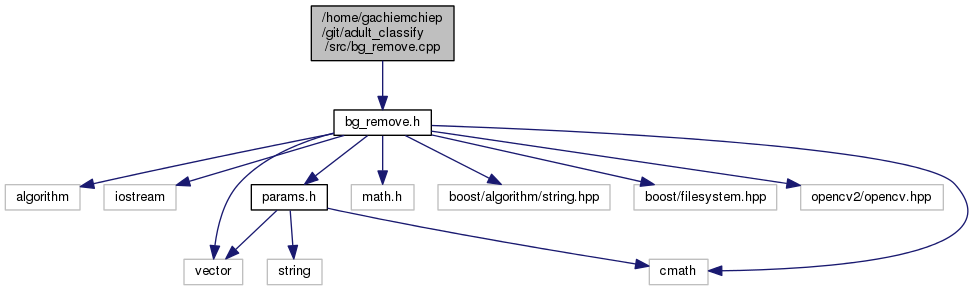 /home/gachiemchiep
/git/adult_classify
/src/bg_remove.cpp
bg_remove.h
algorithm
iostream
params.h
math.h
boost/algorithm/string.hpp
boost/filesystem.hpp
opencv2/opencv.hpp
vector
string
cmath